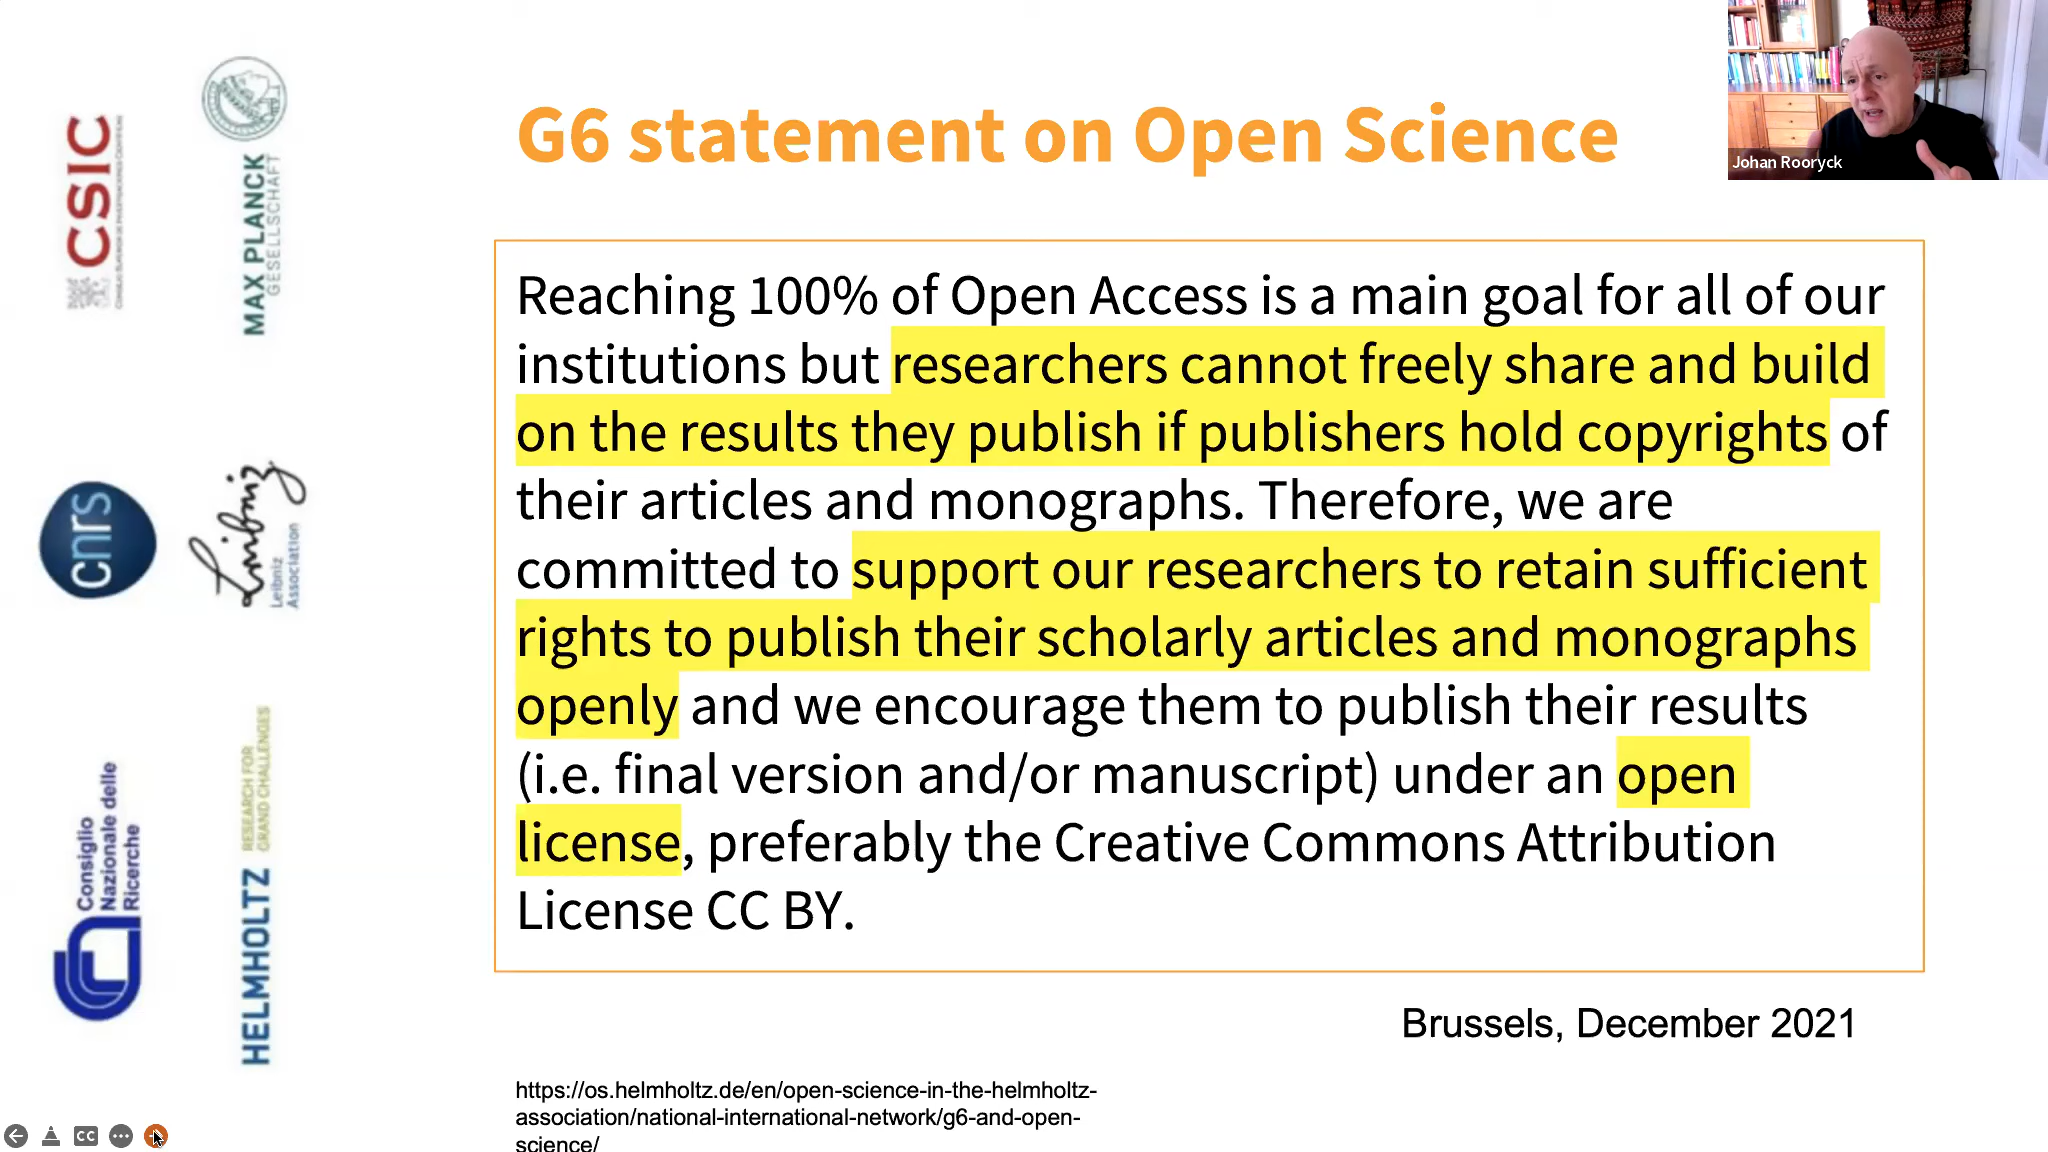 G6 statement on Open Science
Johan Rooryck
Reaching 100% of Open Access is a main goal for all of our
institutions but researchers cannot freely share and build
on the results they publish if publishers hold copyrights of
their articles and monographs. Therefore, we are
committed to support our researchers to retain sufficient
rights to publish their scholarly articles and monographs
openly and we encourage them to publish their results
(i.e. final version and/or manuscript) under an open
license, preferably the Creative Commons Attribution
License CC BY.
Brussels, December 2021
https://os.helmholtz.de/en/open-science-in-the-helmholtz-
association/national-international-network/g6-and-open-
science/
CSIC
MAX PLANCK
GESELLSCHAFT
cnrs
Leibniz
Leibniz
Association
Consiglio
Nazionale delle
Ricerche
HELMHOLTZ
RESEARCH FOR
GRAND CHALLENGES
CC